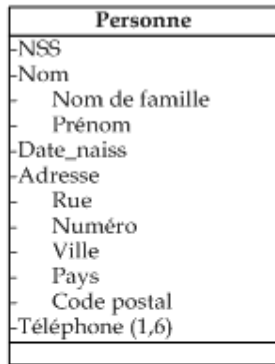 Personne
-NSS
-Nom
- Nom de famille
- Prénom
-Date_naiss
-Adresse
- Rue
- Numéro
- Ville
- Pays
- Code postal
-Téléphone (1,6)